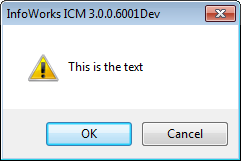 InfoWorks ICM 3.0.0.6001Dev
This is the text
OK
Cancel